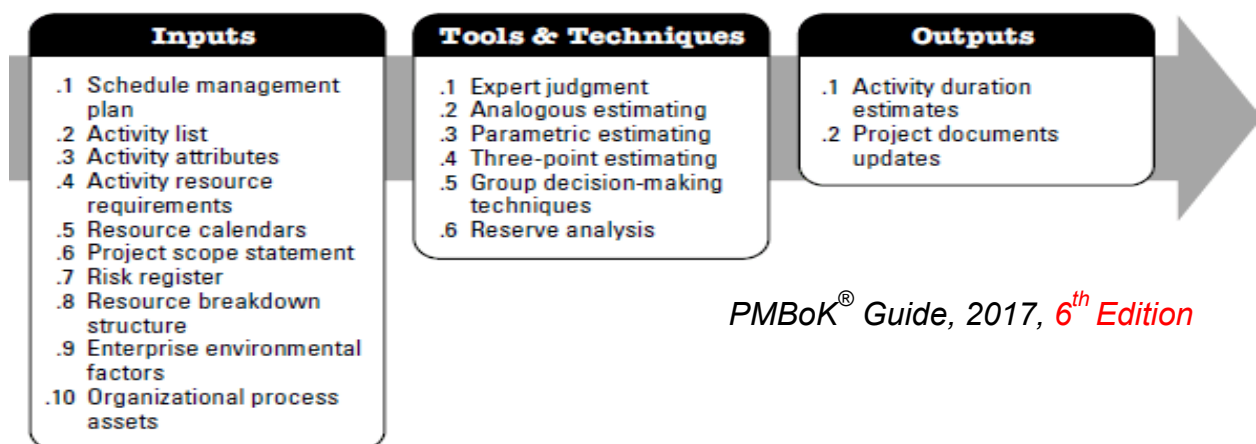 Inputs
.1 Schedule management
plan
.2 Activity list
.3 Activity attributes
.4 Activity resource
requirements
.5 Resource calendars
.6 Project scope statement
.7 Risk register
.8 Resource breakdown
structure
.9 Enterprise environmental
factors
.10 Organizational process
assets
Tools & Techniques
.1 Expert judgment
.2 Analogous estimating
.3 Parametric estimating
.4 Three-point estimating
.5 Group decision-making
techniques
.6 Reserve analysis
Outputs
.1 Activity duration
estimates
.2 Project documents
updates
PMBoK® Guide, 2017, 6th Edition